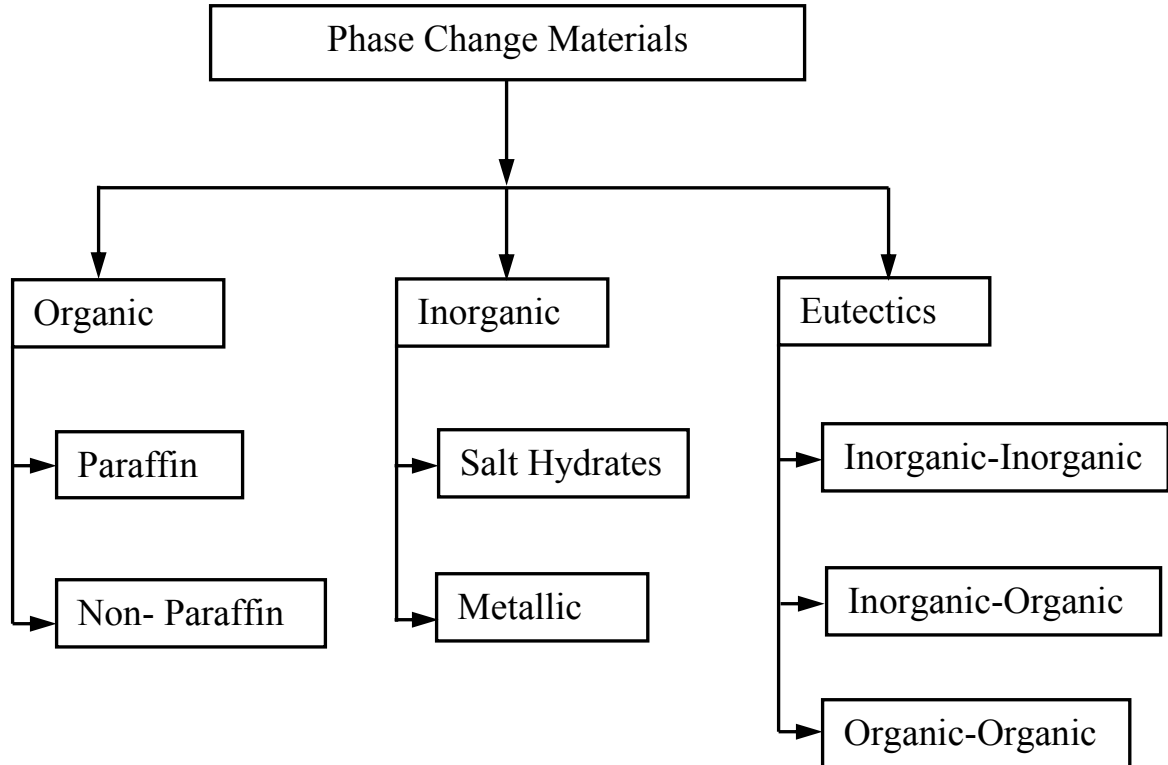 Phase Change Materials
Organic
Inorganic
Eutectics
Paraffin
Salt Hydrates
Inorganic-Inorganic
Non- Paraffin
Metallic
Inorganic-Organic
Organic-Organic